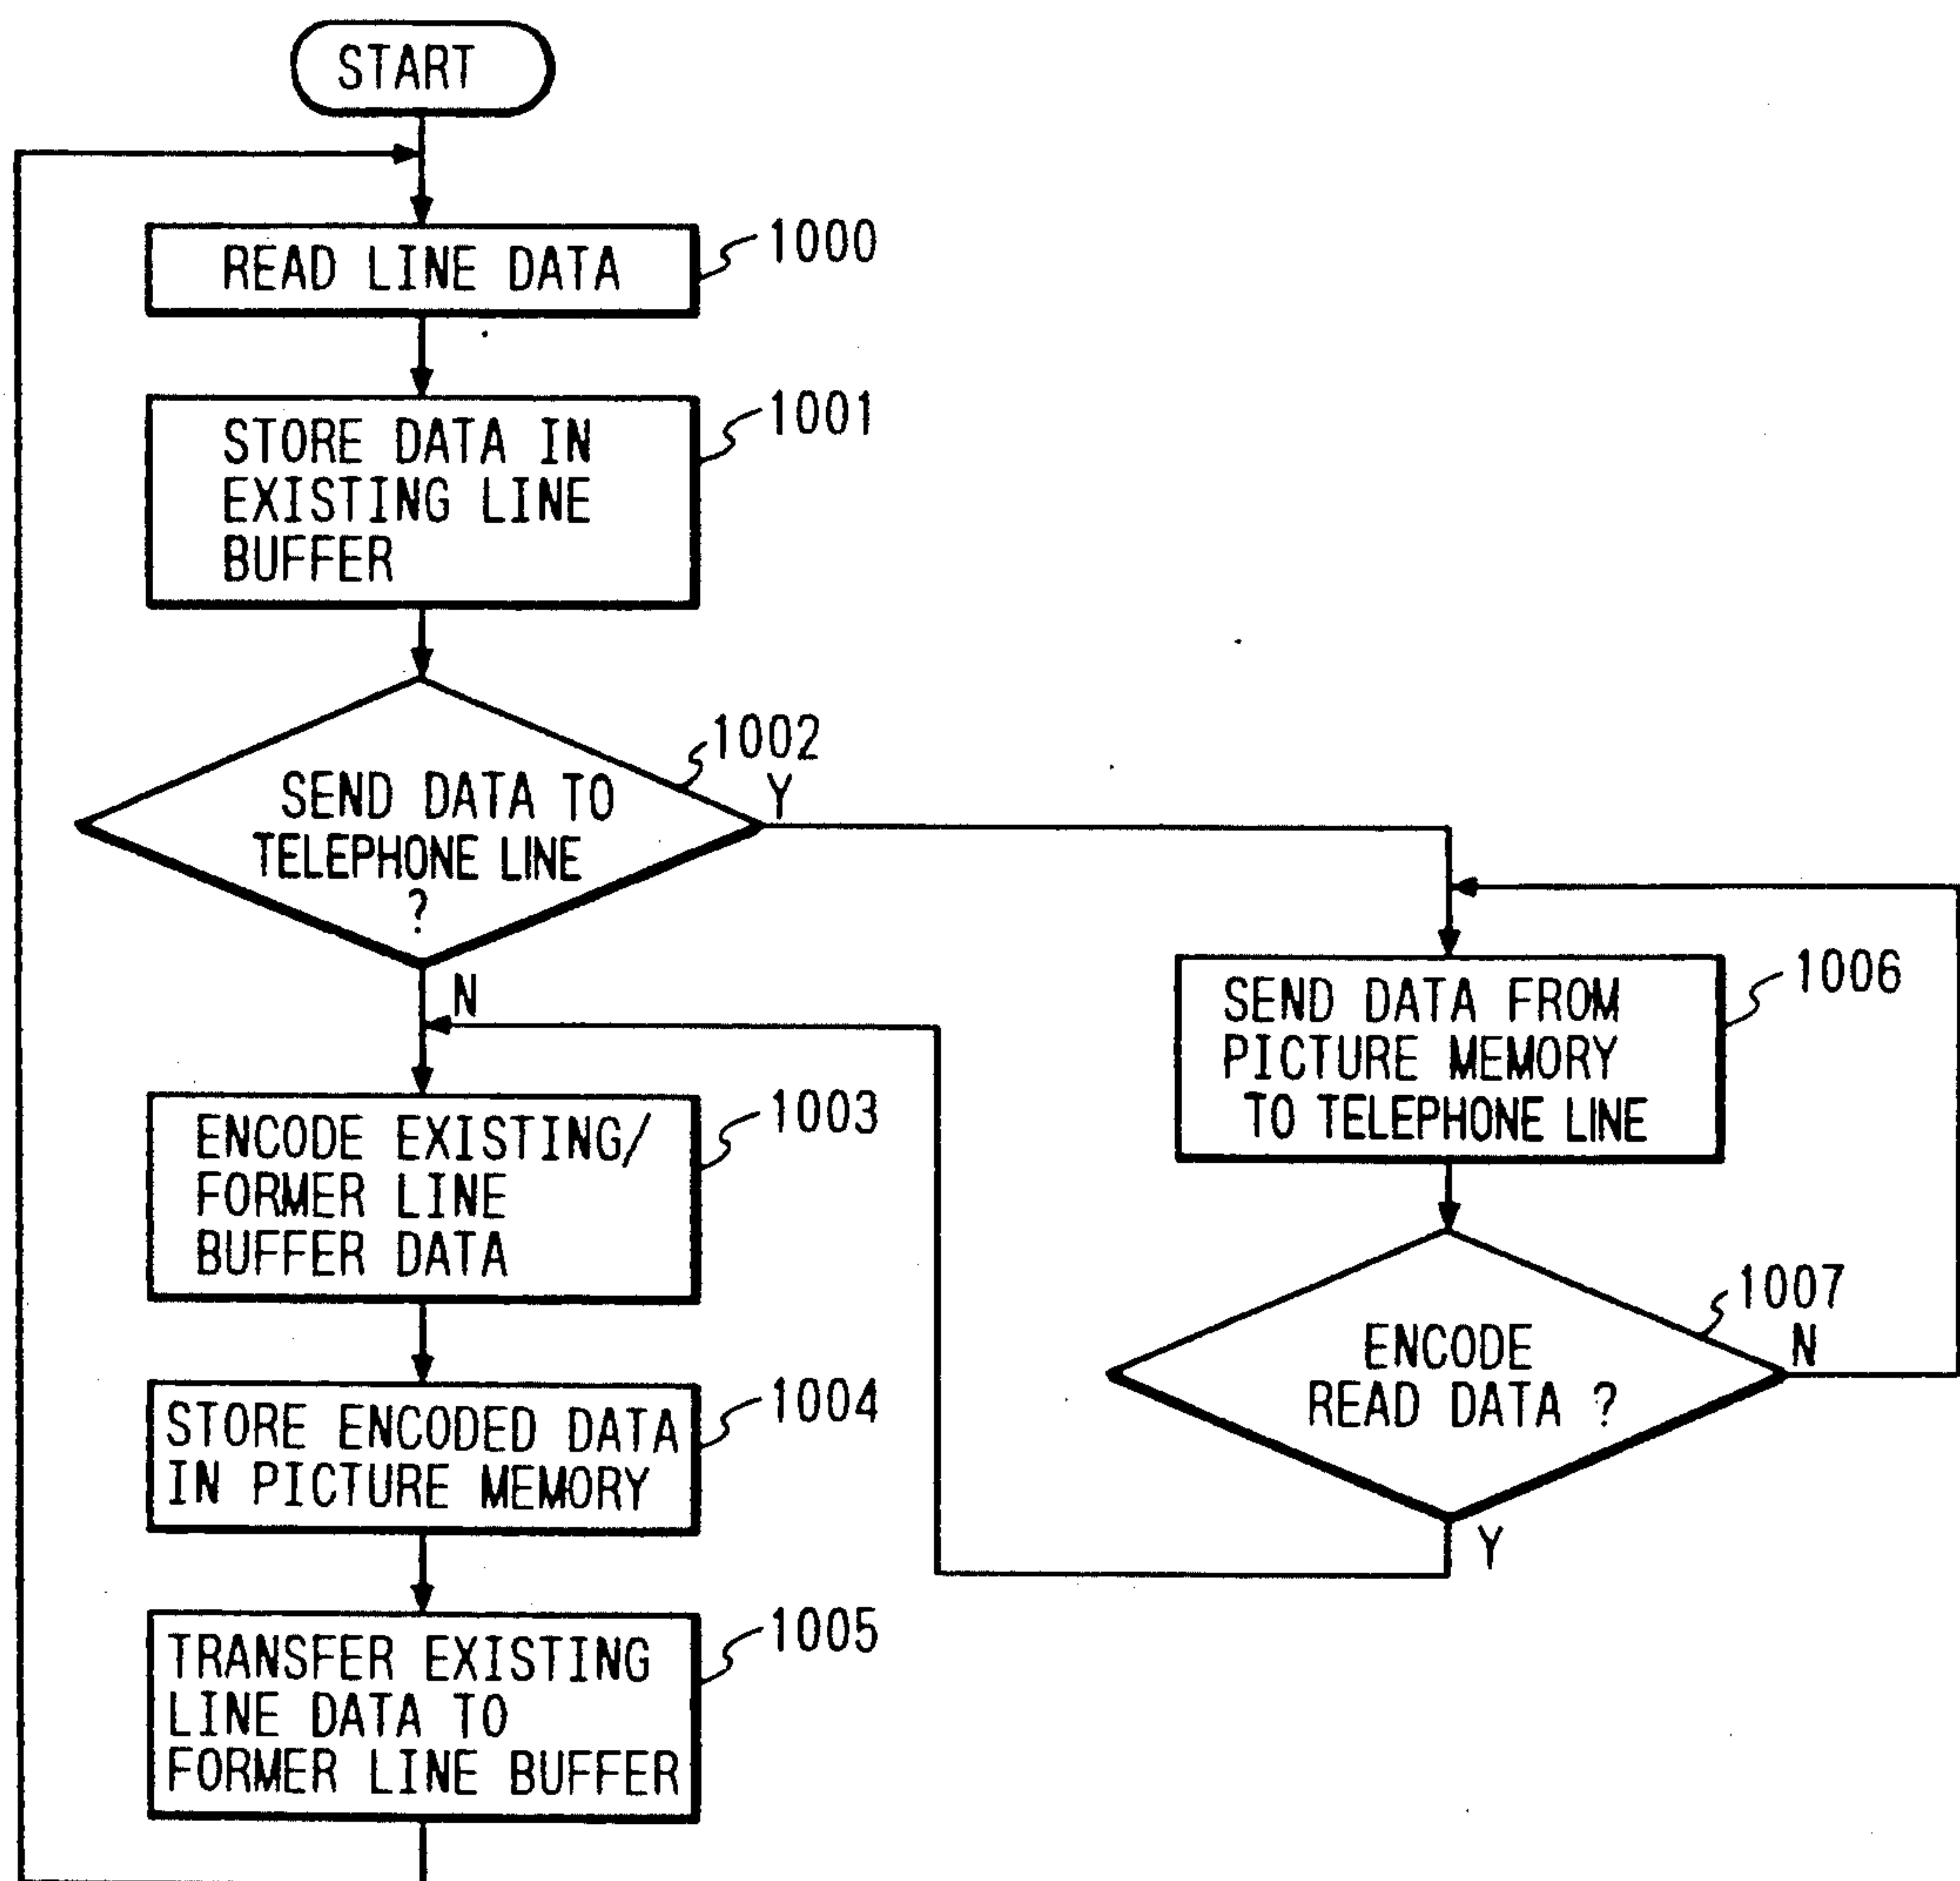 START
READ LINE DATA
1000
STORE DATA IN
EXISTING LINE
BUFFER
1001
1002
SEND DATA TO
TELEPHONE LINE
?
Y
N
ENCODE EXISTING/
FORMER LINE
BUFFER DATA
1003
STORE ENCODED DATA
IN PICTURE MEMORY
1004
TRANSFER EXISTING
LINE DATA TO
FORMER LINE BUFFER
1005
SEND DATA FROM
PICTURE MEMORY
TO TELEPHONE LINE
1006
1007
ENCODE
READ DATA ?
N
Y